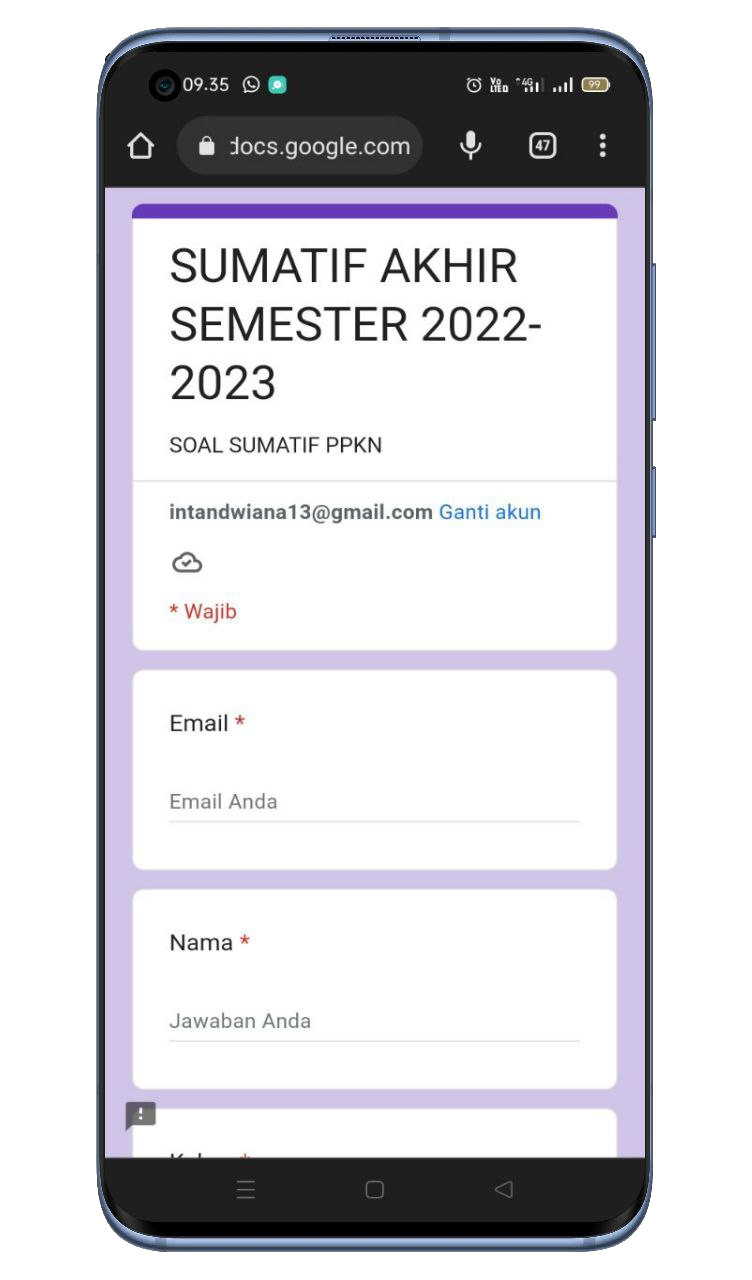 09.35
99
docs.google.com
47
SUMATIF AKHIR
SEMESTER 2022-
2023
SOAL SUMATIF PPKN
intandwiana13@gmail.com Ganti akun
* Wajib
Email *
Email Anda
Nama *
Jawaban Anda